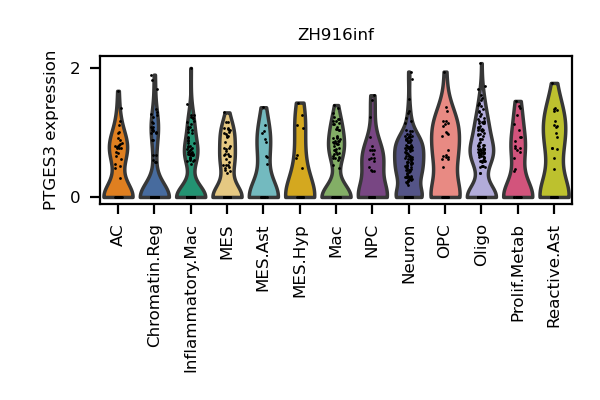 ZH916inf
PTGES3 expression
2
0
AC
Chromatin.Reg
Inflammatory.Mac
MES
MES.Ast
MES.Hyp
Mac
NPC
Neuron
OPC
Oligo
Prolif.Metab
Reactive.Ast